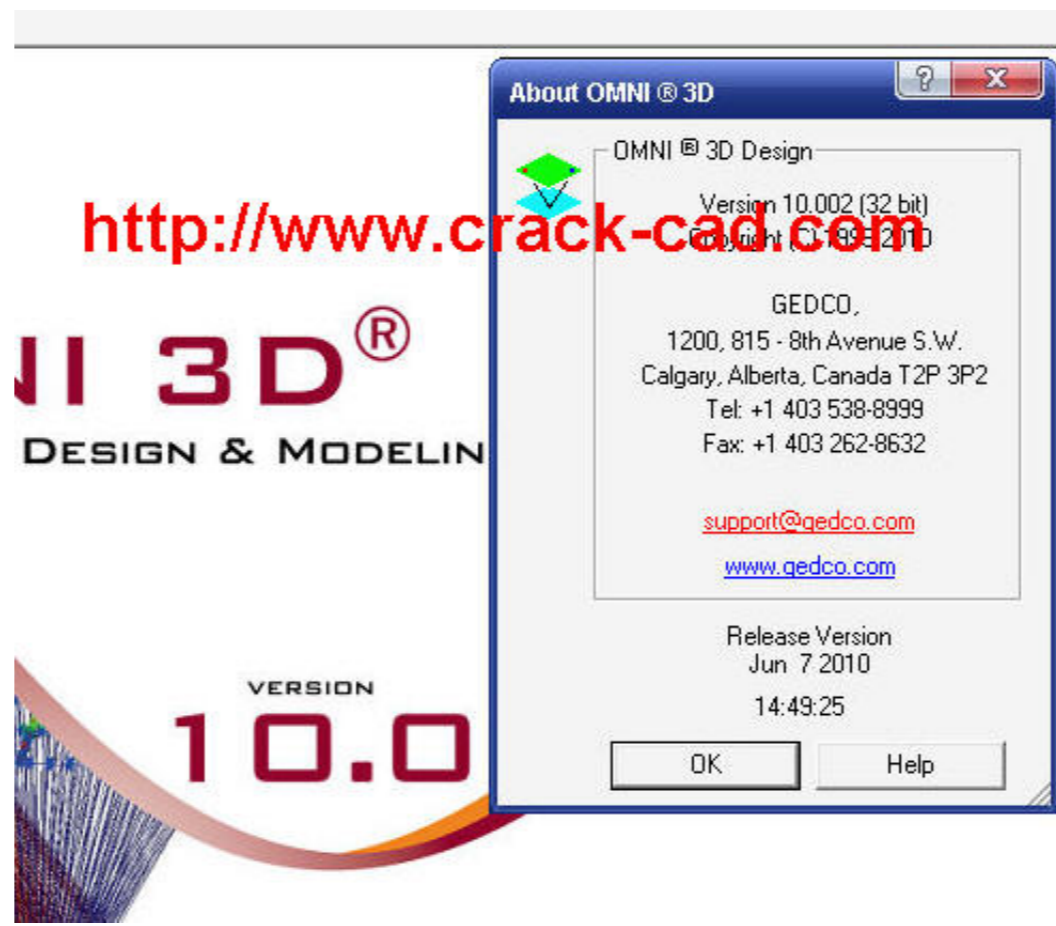 About OMNI ® 3D
OMNI ® 3D Design
Version 10.002 (32 bit)
http://www.crack-cad.com
Copyright (C) 1999-2010
NI 3D®
DESIGN & MODELIN
GEDCO,
1200, 815 - 8th Avenue S.W.
Calgary, Alberta, Canada T2P 3P2
Tel: +1 403 538-8999
Fax: +1 403 262-8632
support@gedco.com
www.gedco.com
Release Version
Jun 7 2010
14:49:25
VERSION
10.0
OK
Help